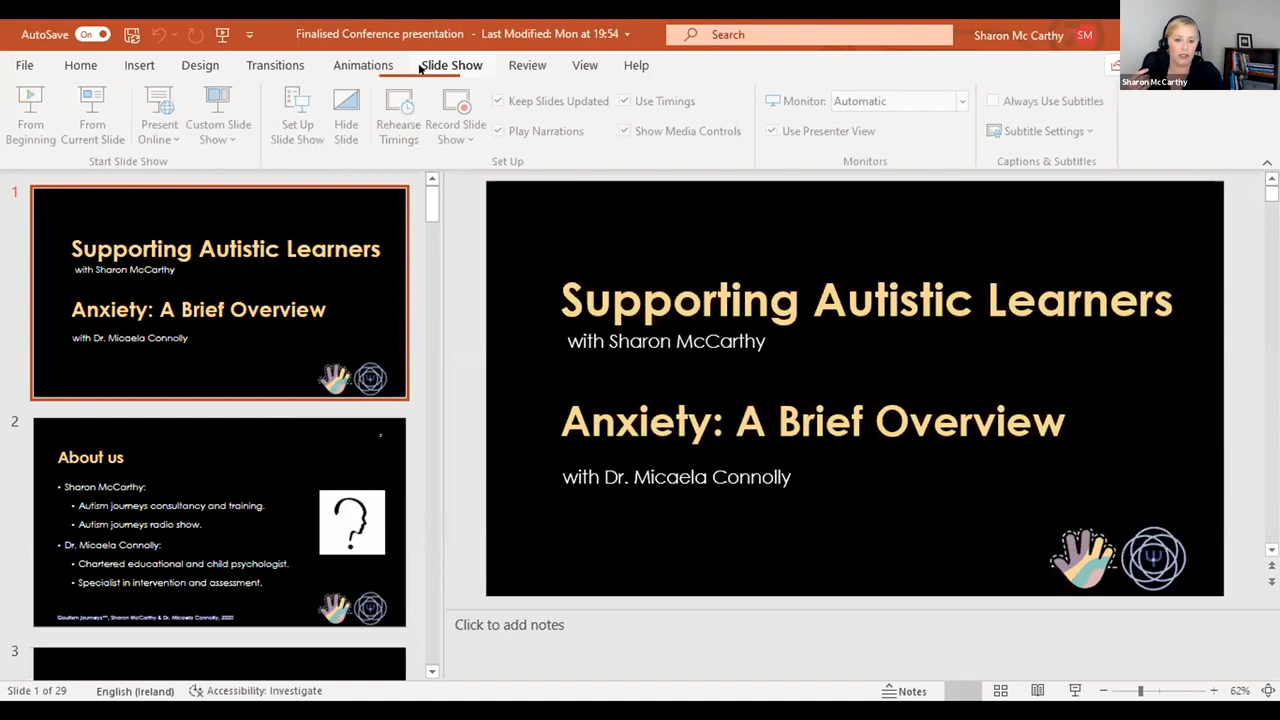 AutoSave On
Finalised Conference presentation - Last Modified: Mon at 19:54
Search
Sharon Mc Carthy SM
Sharon McCarthy
File Home Insert Design Transitions Animations Slide Show Review View Help
From Beginning
From Current Slide
Present Online
Custom Slide Show
Set Up Slide Show
Hide Slide
Rehearse Timings
Record Slide Show
Keep Slides Updated
Play Narrations
Use Timings
Show Media Controls
Monitor: Automatic
Use Presenter View
Always Use Subtitles
Subtitle Settings
Start Slide Show
Set Up
Monitors
Captions & Subtitles
1
Supporting Autistic Learners
with Sharon McCarthy
Anxiety: A Brief Overview
with Dr. Micaela Connolly
2
2
About us
• Sharon McCarthy:
• Autism journeys consultancy and training.
• Autism journeys radio show.
• Dr. Micaela Connolly:
• Chartered educational and child psychologist.
• Specialist in intervention and assessment.
Sharon McCarthy & Dr. Micaela Connolly, 2020
3
Supporting Autistic Learners
with Sharon McCarthy
Anxiety: A Brief Overview
with Dr. Micaela Connolly
Click to add notes
Slide 1 of 29 English (Ireland) Accessibility: Investigate Notes 62%